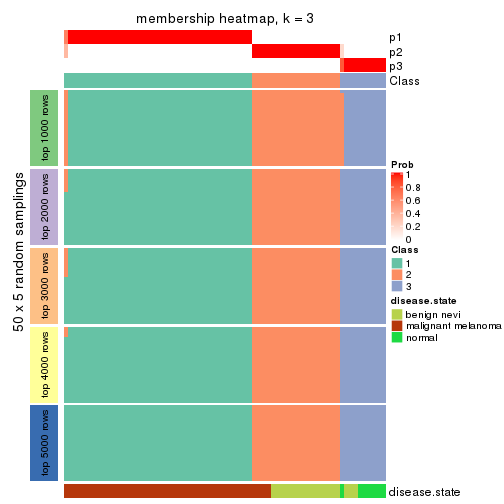 membership heatmap, k = 3
p1
p2
p3
Class
50 x 5 random samplings
top 1000 rows
top 2000 rows
top 3000 rows
top 4000 rows
top 5000 rows
Prob
1
0.8
0.6
0.4
0.2
0
Class
1
2
3
disease.state
benign nevi
malignant melanoma
normal
disease.state